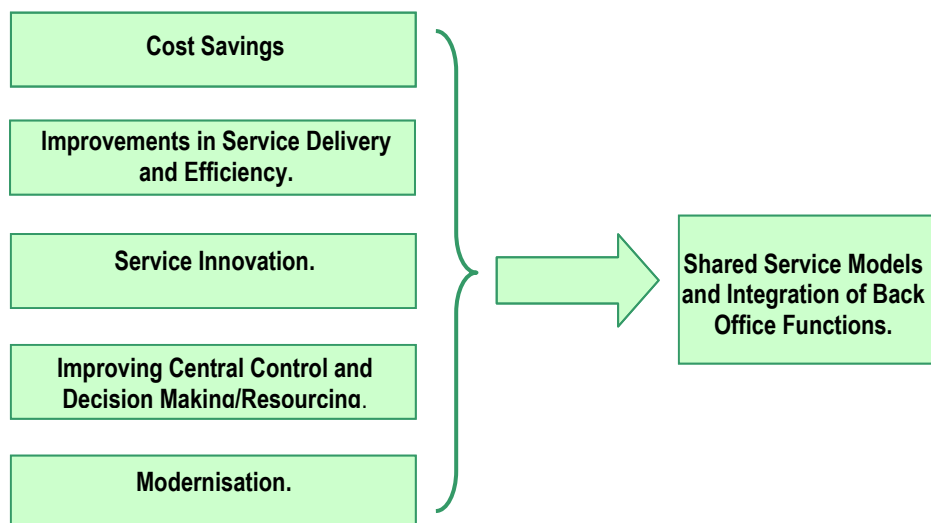 Cost Savings
Improvements in Service Delivery
and Efficiency.
Service Innovation.
Improving Central Control and
Decision Making/Resourcing.
Modernisation.
Shared Service Models
and Integration of Back
Office Functions.